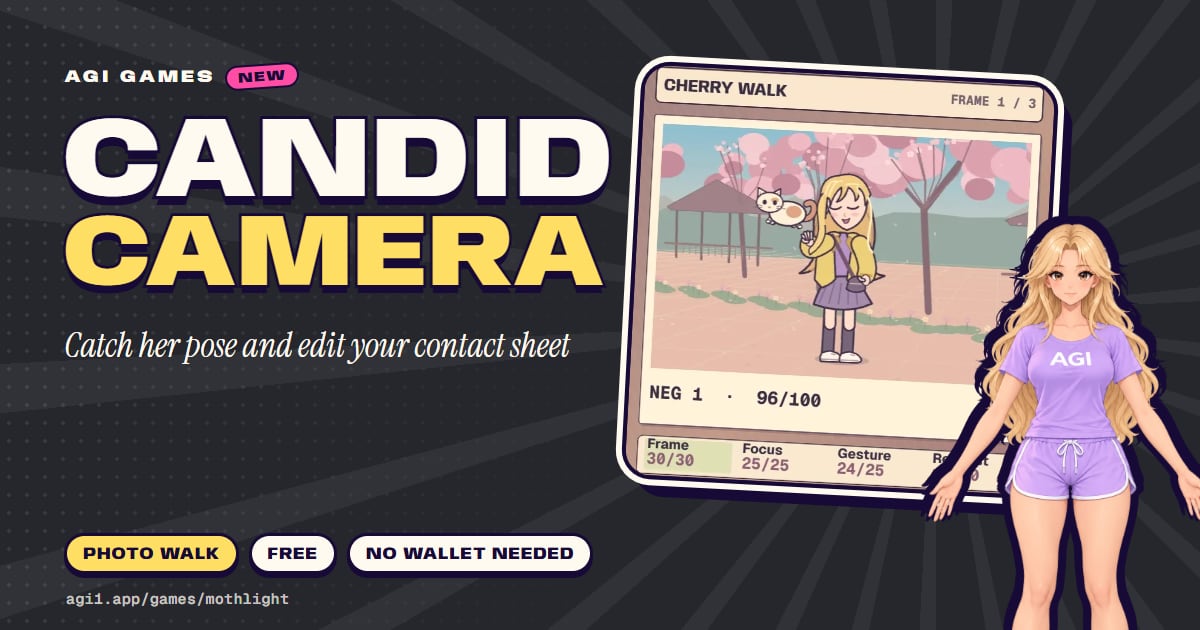 AGI GAMES NEW
CANDID
CAMERA
Catch her pose and edit your contact sheet
PHOTO WALK
FREE
NO WALLET NEEDED
agi1.app/games/mothlight
CHERRY WALK
FRAME 1 / 3
NEG 1 · 96/100
Frame
30/30
Focus
25/25
Gesture
24/25
AGI